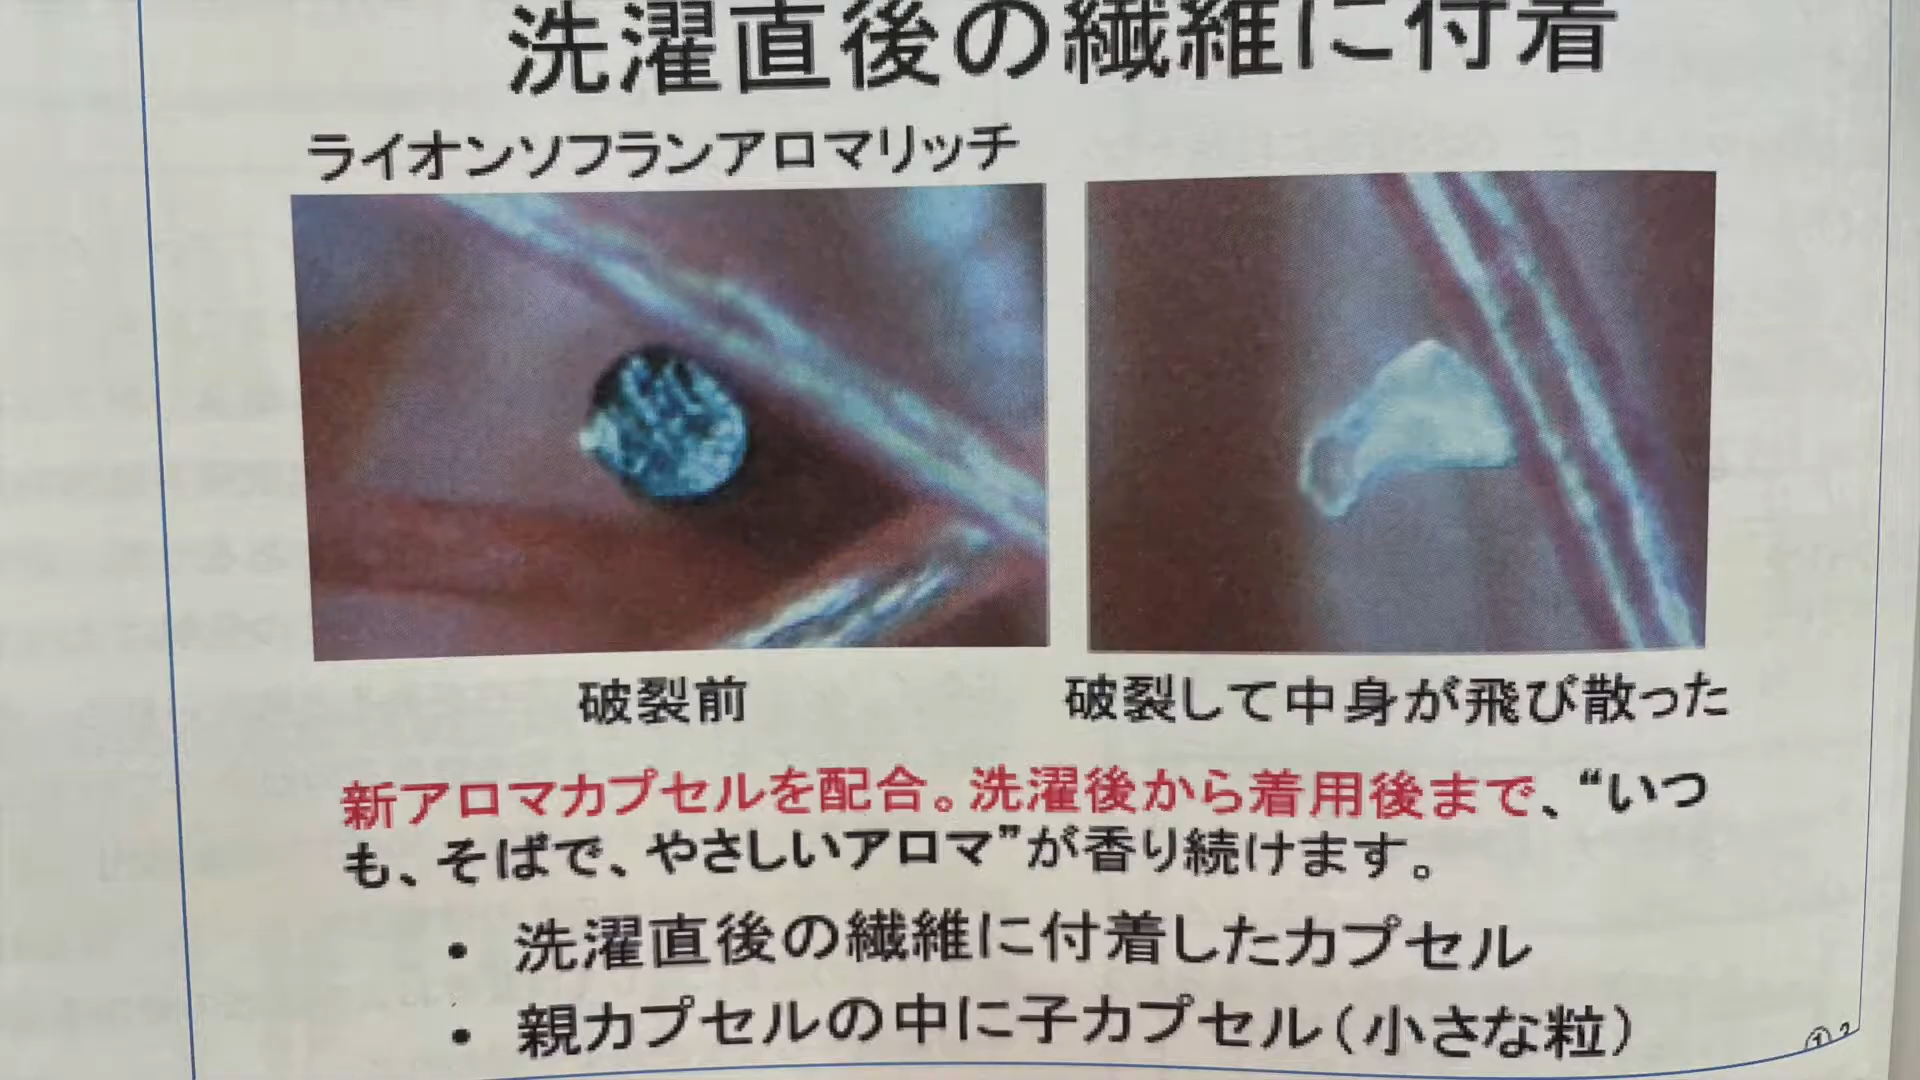 洗濯直後の繊維に付着
ライオンソフランアロマリッチ
破裂前
破裂して中身が飛び散った
新アロマカプセルを配合。洗濯後から着用後まで、“いつ
も、そばで、やさしいアロマ”が香り続けます。
・ 洗濯直後の繊維に付着したカプセル
・ 親カプセルの中に子カプセル(小さな粒)
①2